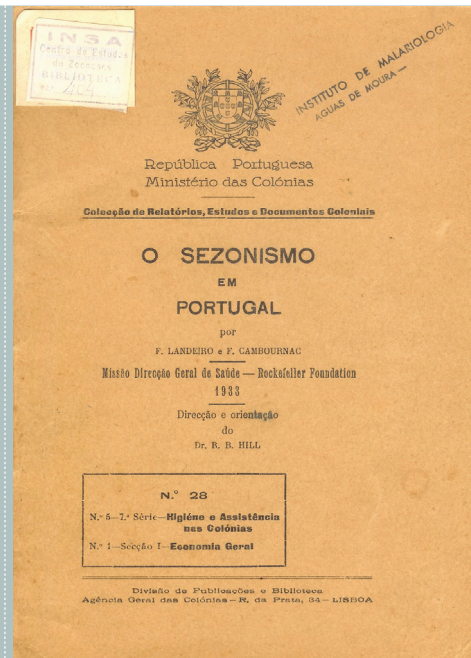 INSA
Centro de Estudos
de Zoonoses
BIBLIOTECA
INSTITUTO DE MALARIOLOGIA
AGUAS DE MOURA —
República Portuguesa
Ministério das Colónias
Colecção de Relatórios, Estudos e Documentos Coloniais
O SEZONISMO
EM
PORTUGAL
por
F. LANDEIRO e F. CAMBOURNAC
Missão Direcção Geral de Saúde — Rockefeller Foundation
1933
Direcção e orientação
do
Dr. R. B. HILL
N.º 28
N.º 5—7.ª Série—Higiéne e Assistência
nas Colónias
N.º 1—Secção I—Economia Geral
Divisão de Publicações e Biblioteca
Agência Geral das Colónias—R. da Prata, 34—LISBOA